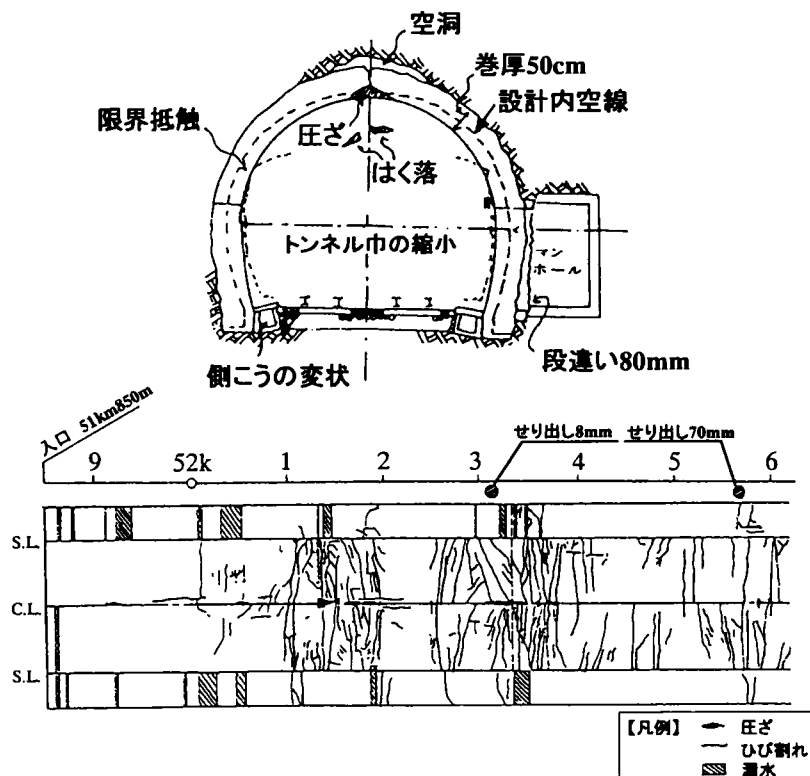 空洞
巻厚50cm
設計内空線
限界抵触
圧ざ
はく落
トンネル巾の縮小
マン
ホール
側こうの変状
段違い80mm
入口 51km850m
せり出し8mm せり出し70mm
9 52k 1 2 3 4 5 6
S.L.
C.L.
S.L.
【凡例】 圧ざ
ひび割れ
漏水